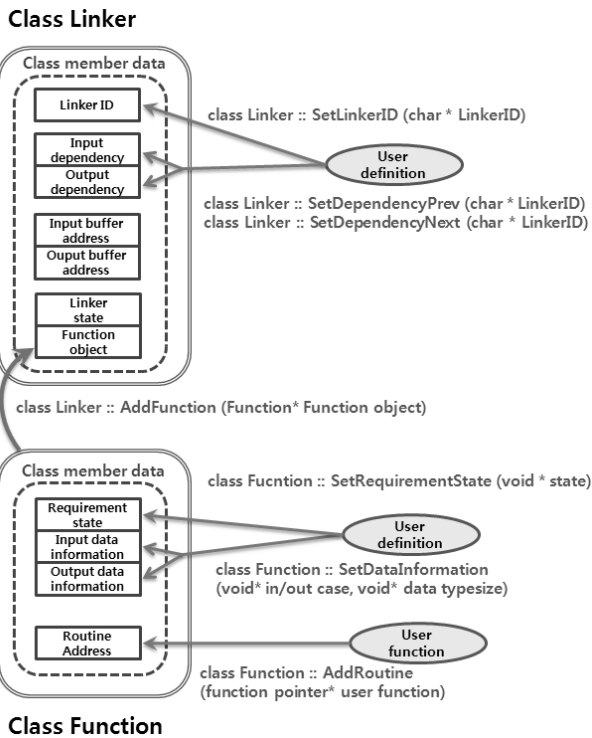 Class Linker
Class member data
Linker ID
class Linker :: SetLinkerID (char * LinkerID)
Input
dependency
Output
dependency
User
definition
class Linker :: SetDependencyPrev (char * LinkerID)
class Linker :: SetDependencyNext (char * LinkerID)
Input buffer
address
Ouput buffer
address
Linker
state
Function
object
class Linker :: AddFunction (Function* Function object)
Class member data
class Fucntion :: SetRequirementState (void * state)
Requirement
state
Input data
information
Output data
information
User
definition
class Function :: SetDataInformation
(void* in/out case, void* data typesize)
Routine
Address
User
function
class Function :: AddRoutine
(function pointer* user function)
Class Function